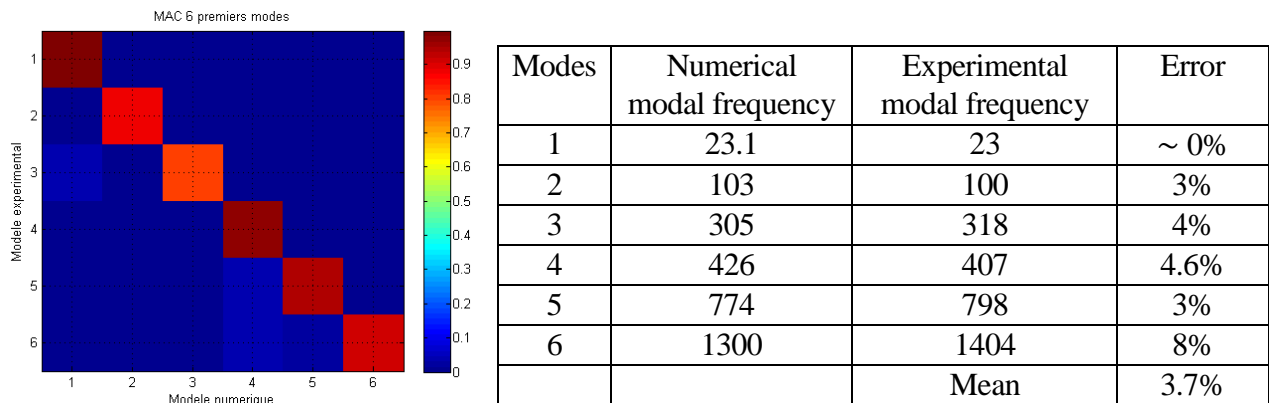 MAC 6 premiers modes
Modele experimental
1
2
3
4
5
6
1 2 3 4 5 6
Modele numerique
0.9
0.8
0.7
0.6
0.5
0.4
0.3
0.2
0.1
0
Modes Numerical modal frequency Experimental modal frequency Error
1 23.1 23 ~ 0%
2 103 100 3%
3 305 318 4%
4 426 407 4.6%
5 774 798 3%
6 1300 1404 8%
Mean 3.7%